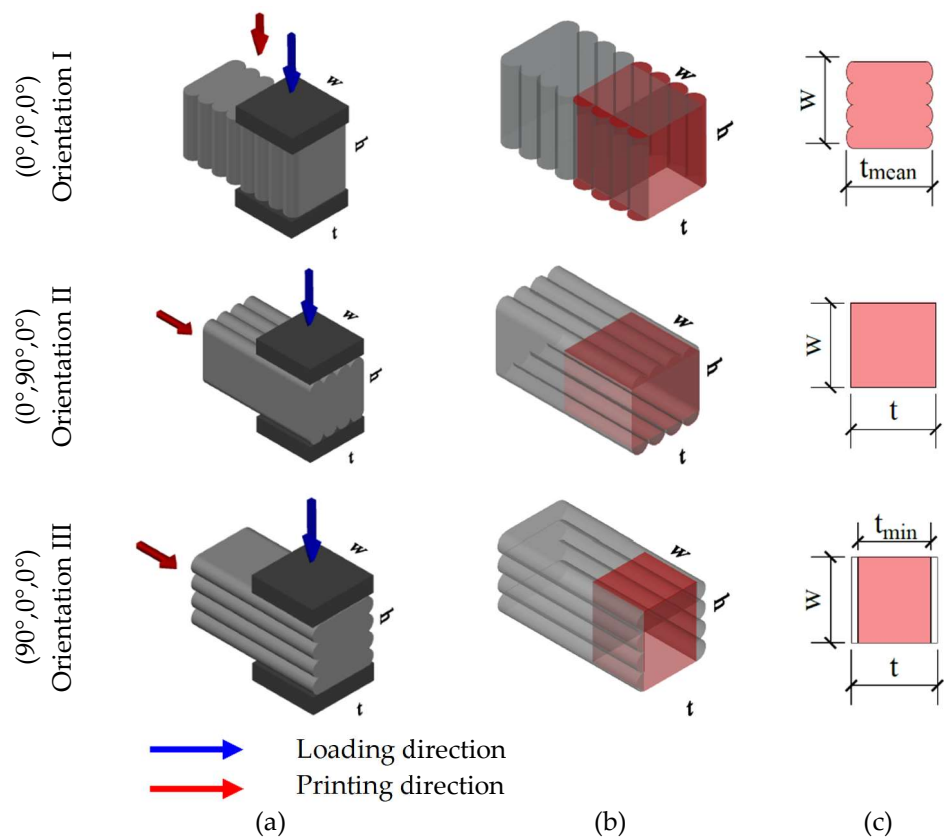 (0°,0°,0°)
Orientation I
w
h
t
w
h
t
w
tmean
(0°,90°,0°)
Orientation II
w
h
t
w
h
t
w
t
(90°,0°,0°)
Orientation III
w
h
t
w
h
t
tmin
w
t
Loading direction
Printing direction
(a)
(b)
(c)